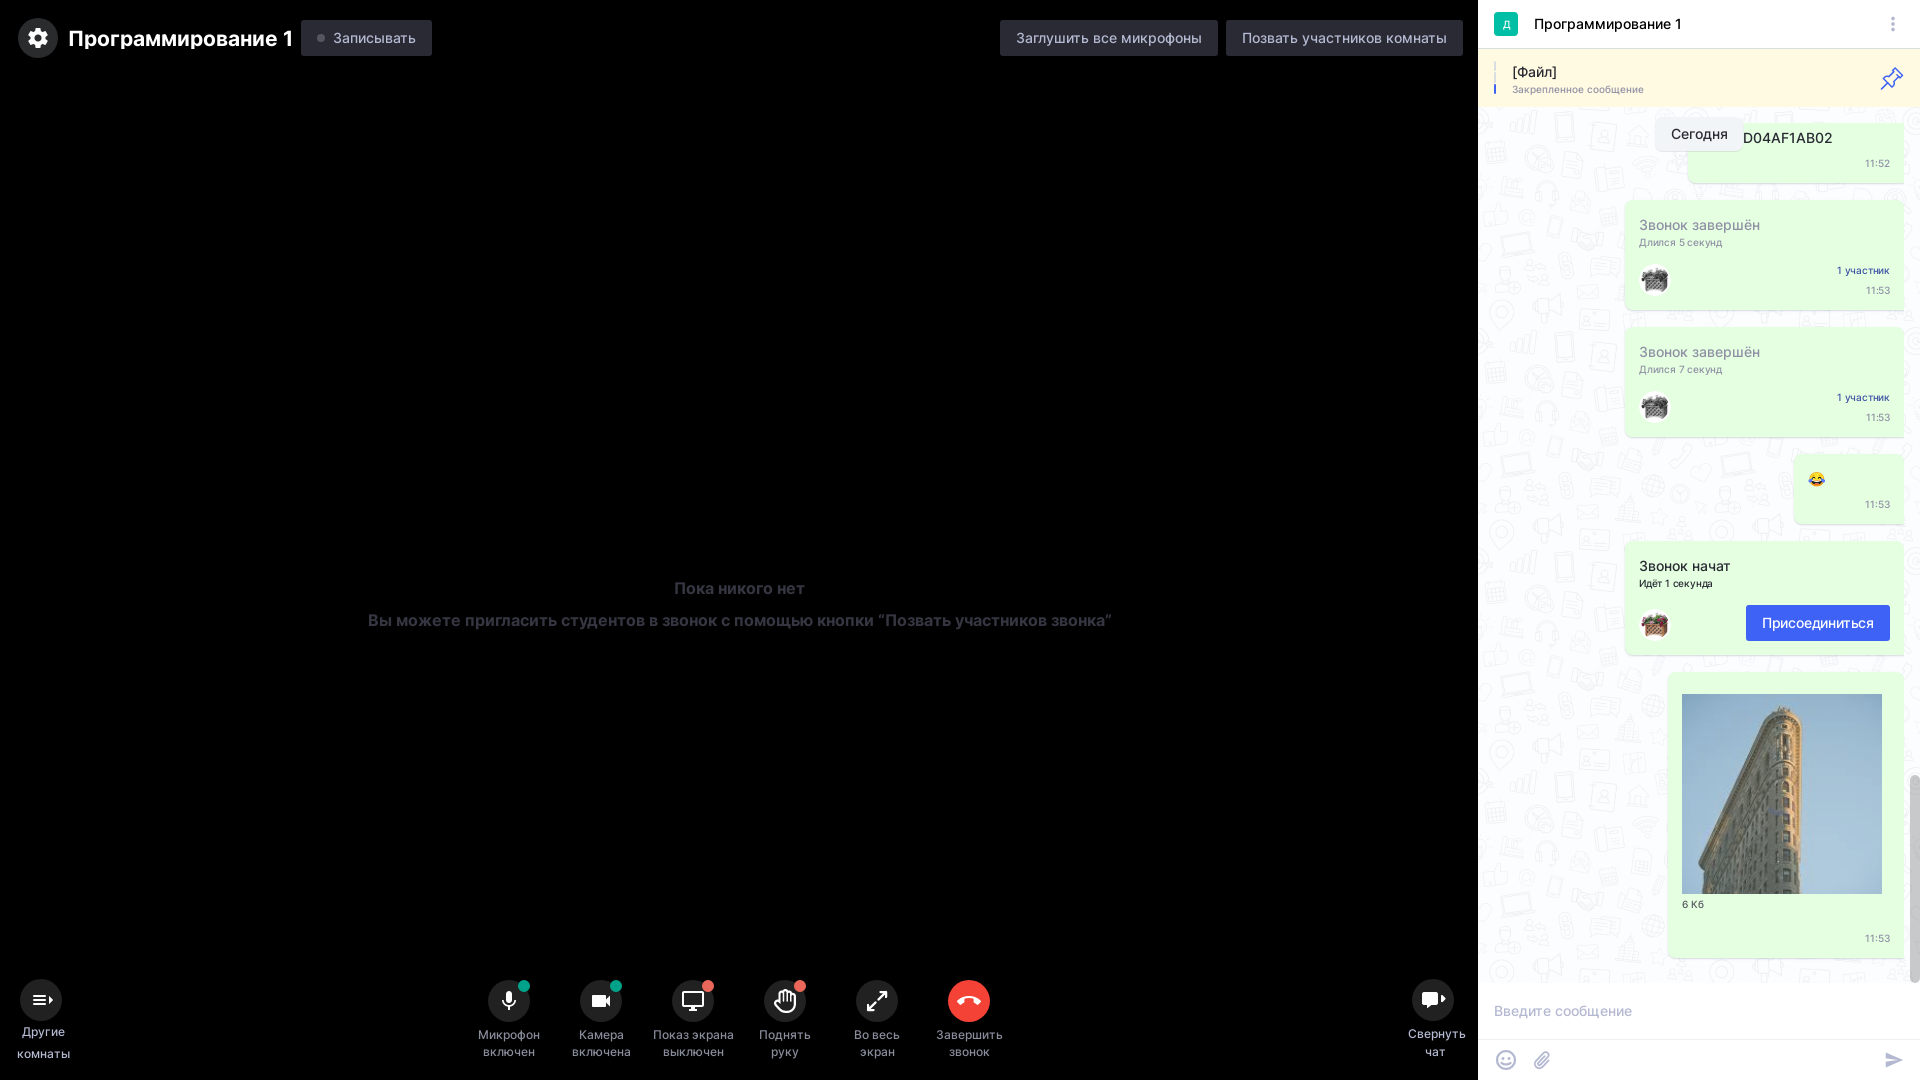 Программирование 1
Записывать
Заглушить все микрофоны
Позвать участников комнаты
Пока никого нет
Вы можете пригласить студентов в звонок с помощью кнопки “Позвать участников звонка”
Другие
комнаты
Микрофон
включен
Камера
включена
Показ экрана
выключен
Поднять
руку
Во весь
экран
Завершить
звонок
Свернуть
чат
Д
Программирование 1
[Файл]
Закрепленное сообщение
Сегодня
D04AF1AB02
11:52
Звонок завершён
Длился 5 секунд
1 участник
11:53
Звонок завершён
Длился 7 секунд
1 участник
11:53
😂
11:53
Звонок начат
Идёт 1 секунда
Присоединиться
6 Кб
11:53
Введите сообщение